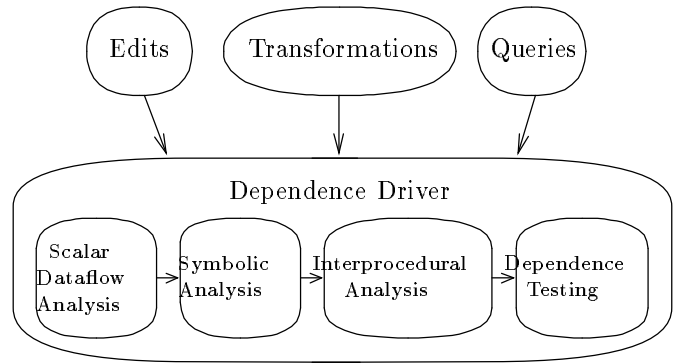 Edits
Transformations
Queries
Dependence Driver
Scalar
Dataflow
Analysis
Symbolic
Analysis
Interprocedural
Analysis
Dependence
Testing